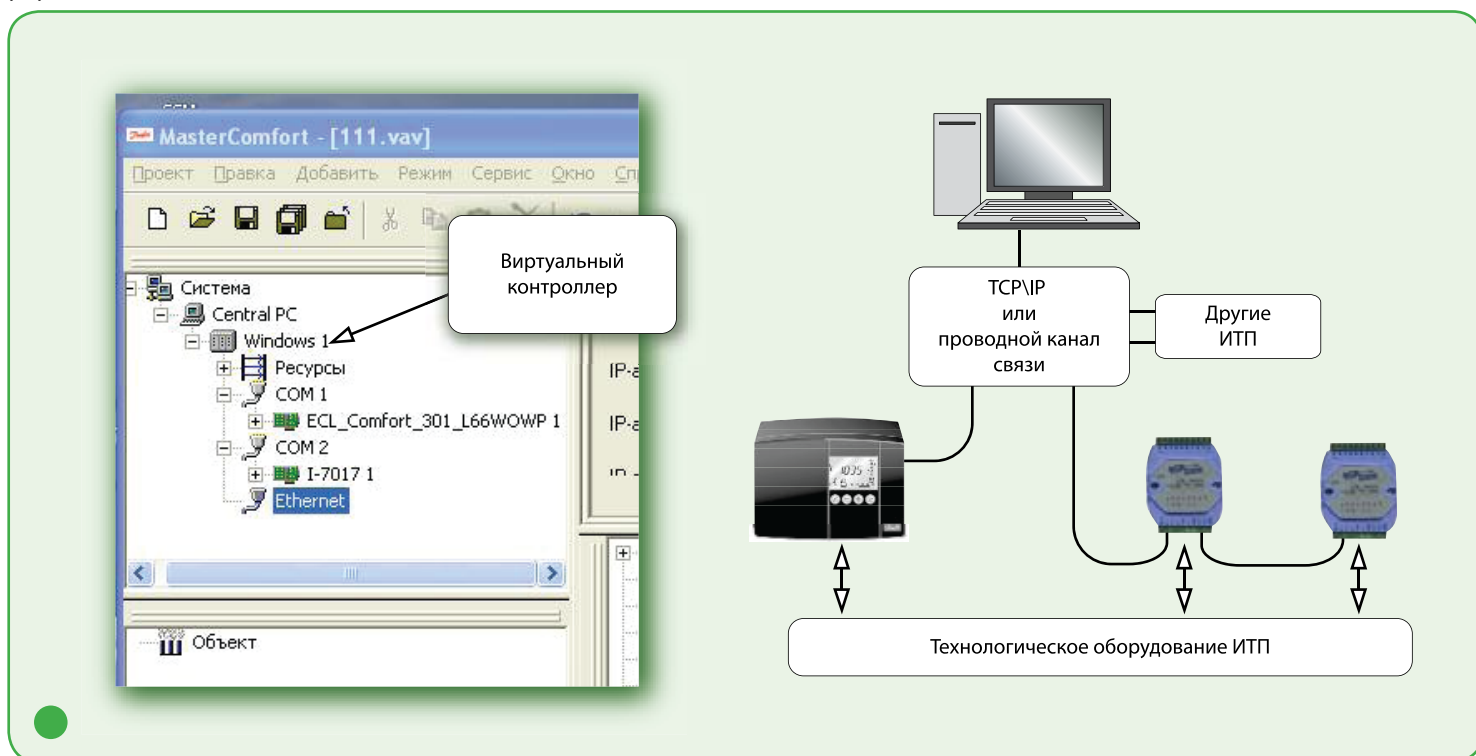 MasterComfort - [111.vav]
Проект Правка Добавить Режим Сервис Окно
Виртуальный
контроллер
Система
Central PC
Windows 1
Ресурсы
COM 1
ECL_Comfort_301_L66WOWP 1
COM 2
I-7017 1
Ethernet
IP-a
IP-a
Объект
TCP\IP
или
проводной канал
связи
Другие
ИТП
1035
Технологическое оборудование ИТП